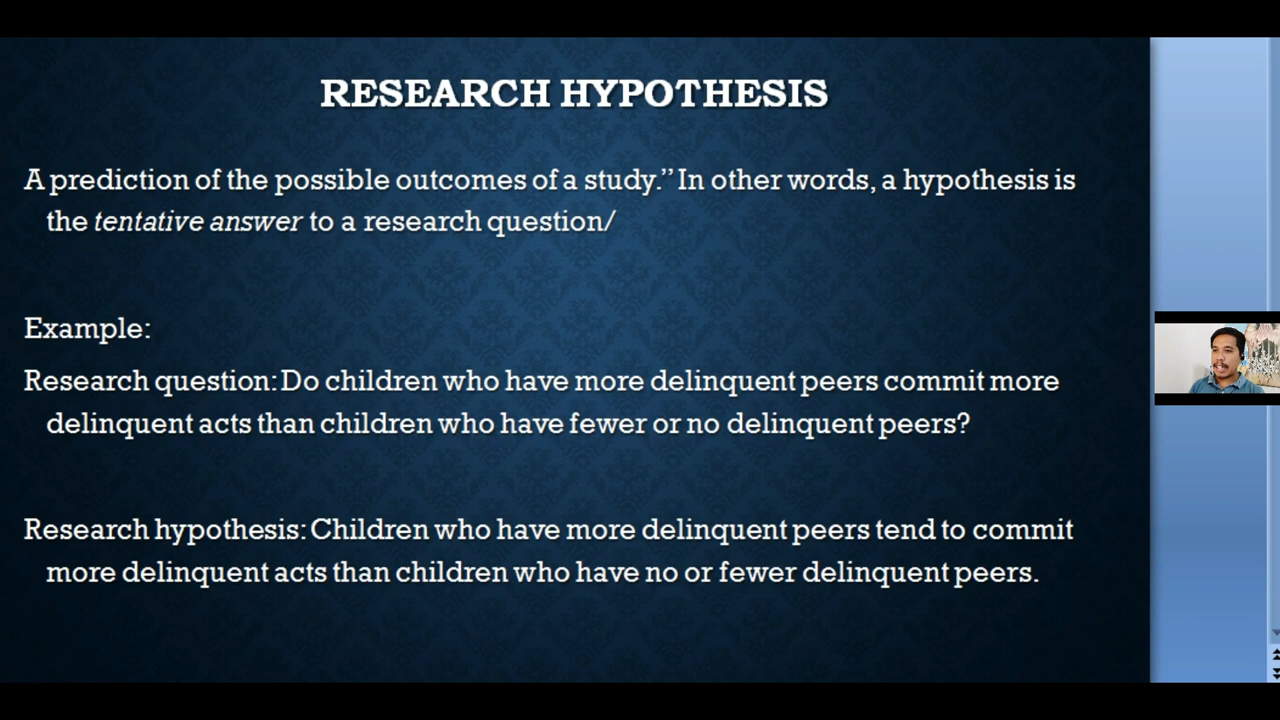 RESEARCH HYPOTHESIS
A prediction of the possible outcomes of a study.” In other words, a hypothesis is
the tentative answer to a research question/
Example:
Research question: Do children who have more delinquent peers commit more
delinquent acts than children who have fewer or no delinquent peers?
Research hypothesis: Children who have more delinquent peers tend to commit
more delinquent acts than children who have no or fewer delinquent peers.